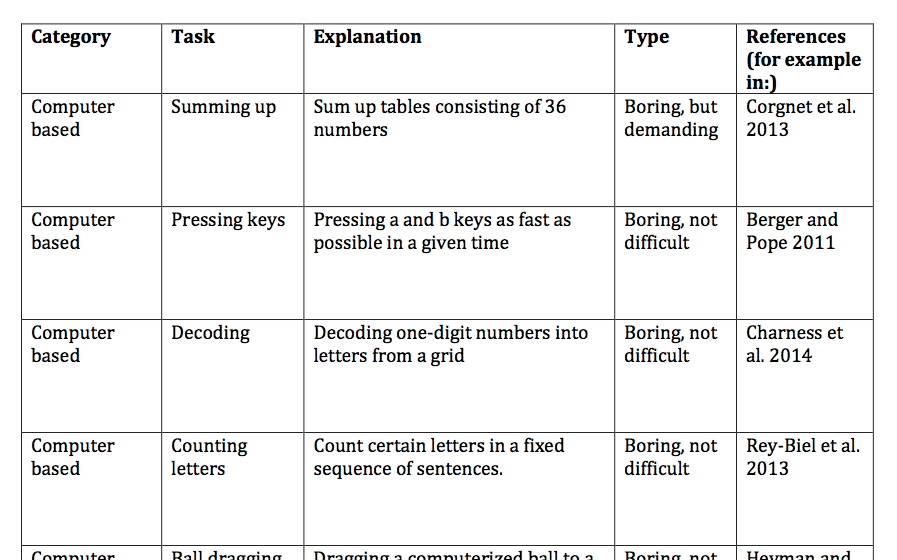 Category Task Explanation Type References
(for example
in:)
Computer Summing up Sum up tables consisting of 36 Boring, but Corgnet et al.
based numbers demanding 2013
Computer Pressing keys Pressing a and b keys as fast as Boring, not Berger and
based possible in a given time difficult Pope 2011
Computer Decoding Decoding one-digit numbers into Boring, not Charness et
based letters from a grid difficult al. 2014
Computer Counting Count certain letters in a fixed Boring, not Rey-Biel et al.
based letters sequence of sentences. difficult 2013
Computer Ball dragging Dragging a computerized ball to a Boring, not Heyman and